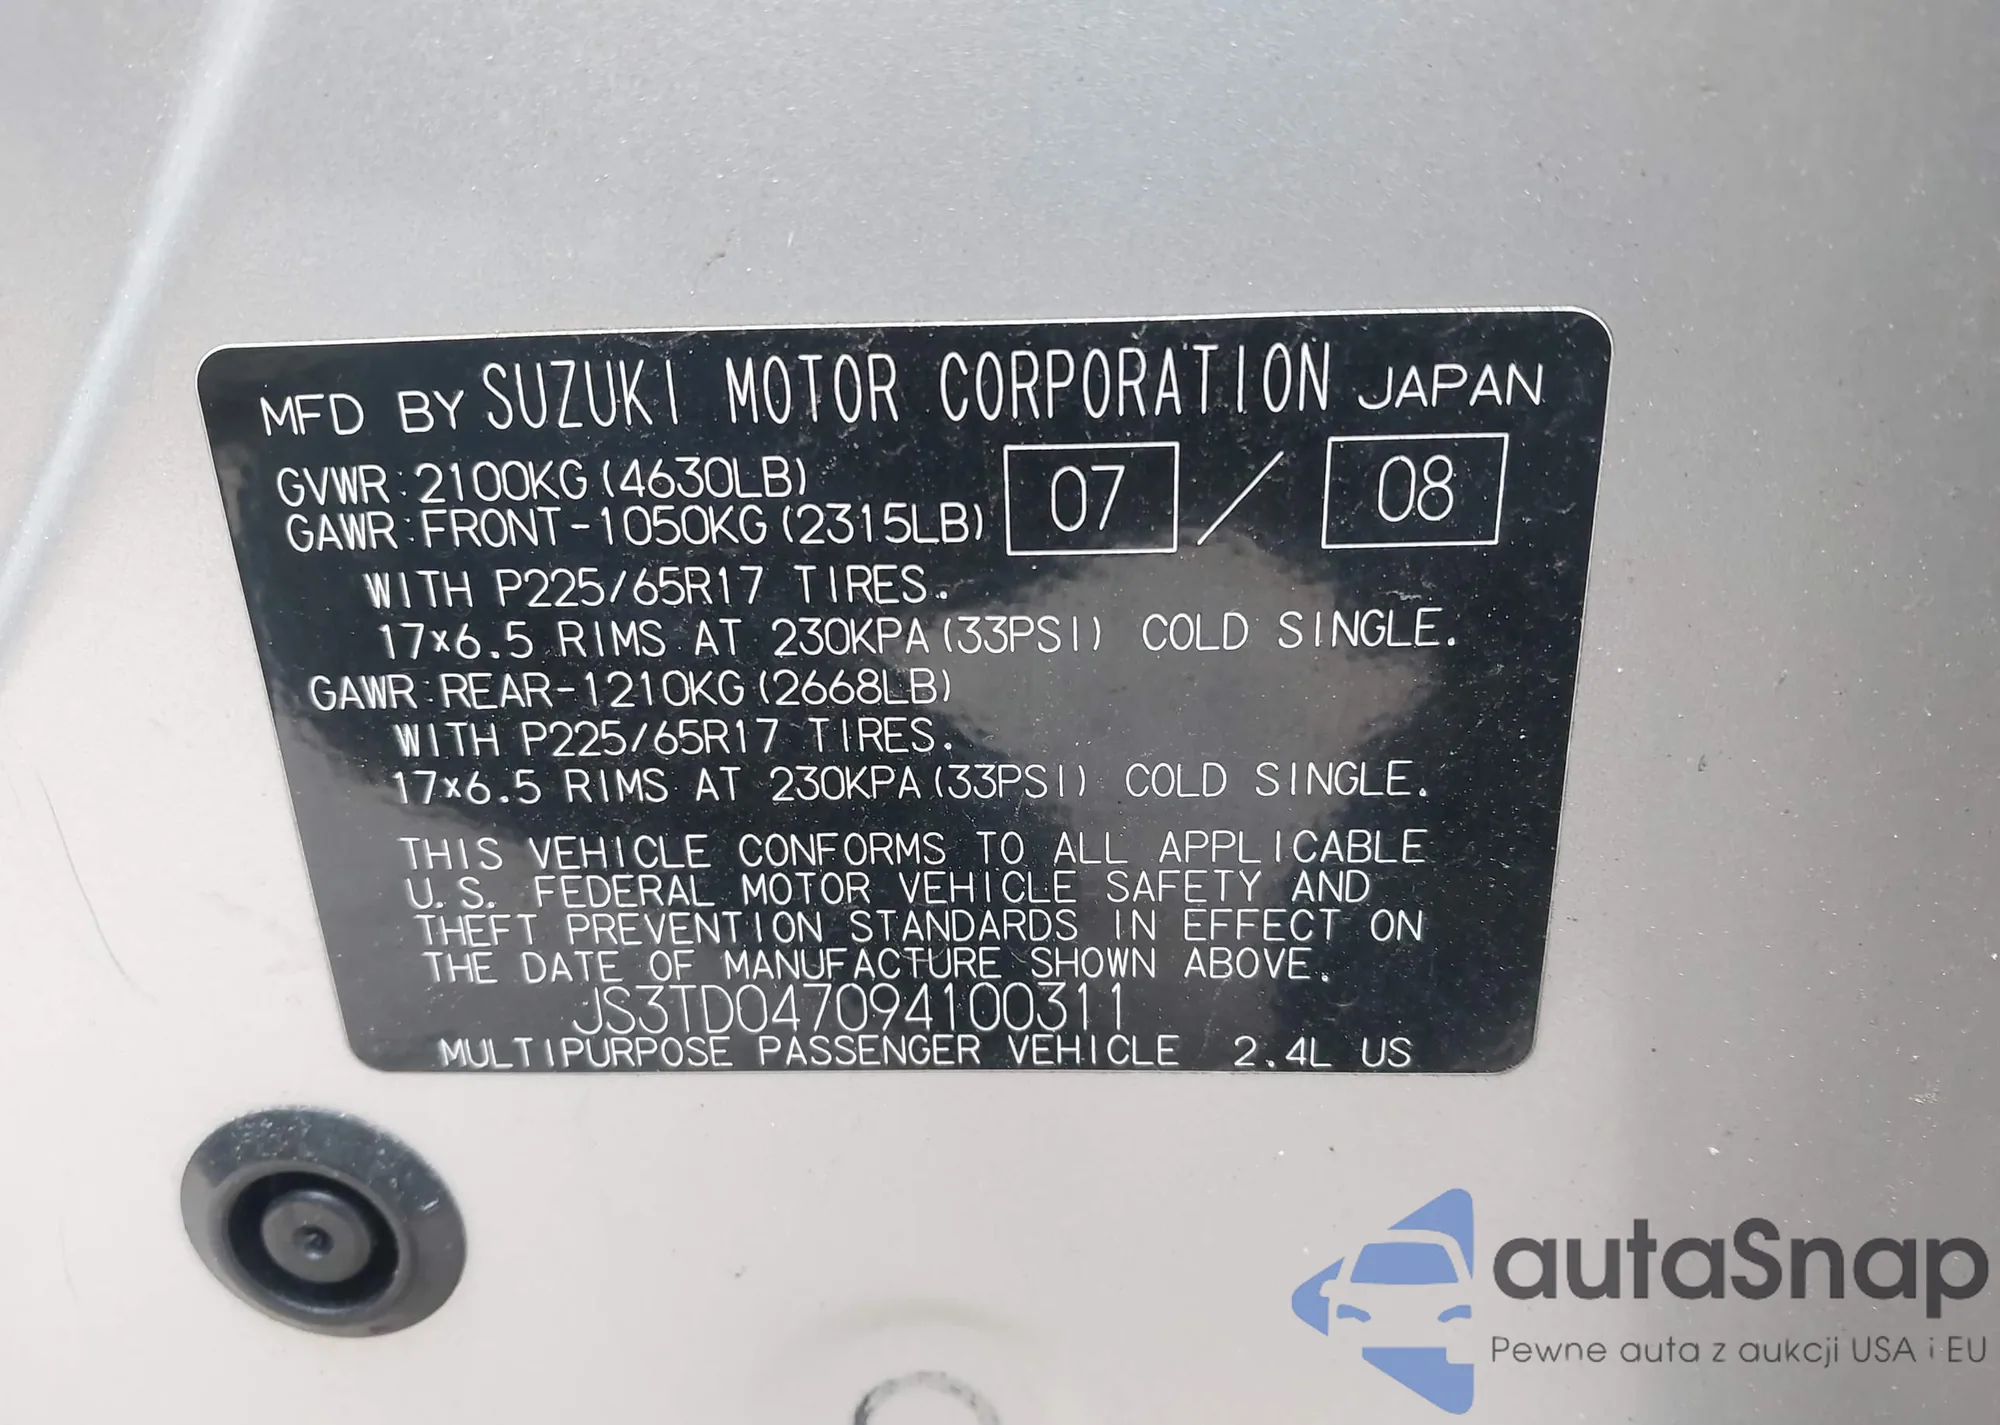 MFD BY SUZUKI MOTOR CORPORATION JAPAN
GVWR:2100KG(4630LB) 07 / 08
GAWR:FRONT-1050KG(2315LB)
WITH P225/65R17 TIRES.
17×6.5 RIMS AT 230KPA(33PSI) COLD SINGLE.
GAWR:REAR-1210KG(2668LB)
WITH P225/65R17 TIRES.
17×6.5 RIMS AT 230KPA(33PSI) COLD SINGLE.
THIS VEHICLE CONFORMS TO ALL APPLICABLE
U.S. FEDERAL MOTOR VEHICLE SAFETY AND
THEFT PREVENTION STANDARDS IN EFFECT ON
THE DATE OF MANUFACTURE SHOWN ABOVE.
JS3TD047094100311
MULTIPURPOSE PASSENGER VEHICLE 2.4L US
autaSnap
Pewne auta z aukcji USA i EU